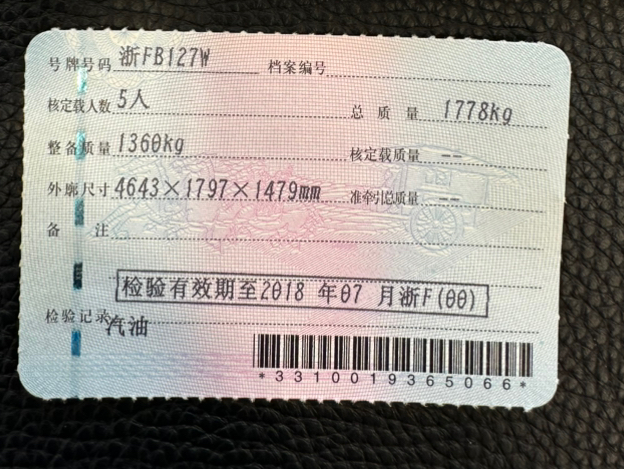 号牌号码 浙FB127W 档案编号
核定载人数 5人 总质量 1778kg
整备质量 1360kg 核定载质量 --
外廓尺寸 4643×1797×1479mm 准牵引总质量 --
备注
检验有效期至2018 年07 月浙F(00)
检验记录 汽油
*3310019365066*